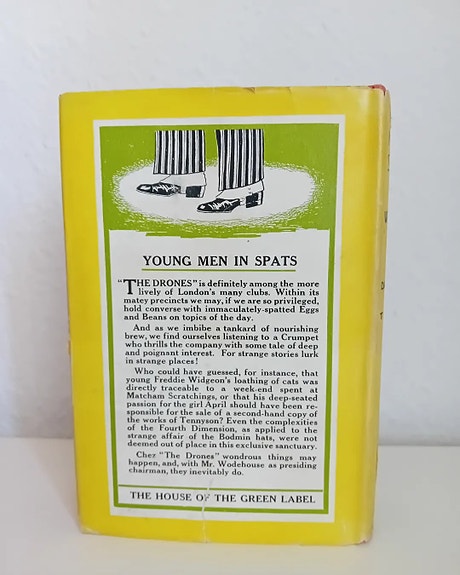 YOUNG MEN IN SPATS
"THE DRONES" is definitely among the more
lively of London's many clubs. Within its
matey precincts we may, if we are so privileged,
hold converse with immaculately-spatted Eggs
and Beans on topics of the day.
And as we imbibe a tankard of nourishing
brew, we find ourselves listening to a Crumpet
who thrills the company with some tale of deep
and poignant interest. For strange stories lurk
in strange places!
Who could have guessed, for instance, that
young Freddie Widgeon's loathing of cats was
directly traceable to a week-end spent at
Matcham Scratchings, or that his deep-seated
passion for the girl April should have been re-
sponsible for the sale of a second-hand copy of
the works of Tennyson? Even the complexities
of the Fourth Dimension, as applied to the
strange affair of the Bodmin hats, were not
deemed out of place in this exclusive sanctuary.
Chez "The Drones" wondrous things may
happen, and, with Mr. Wodehouse as presiding
chairman, they inevitably do.
THE HOUSE OF THE GREEN LABEL